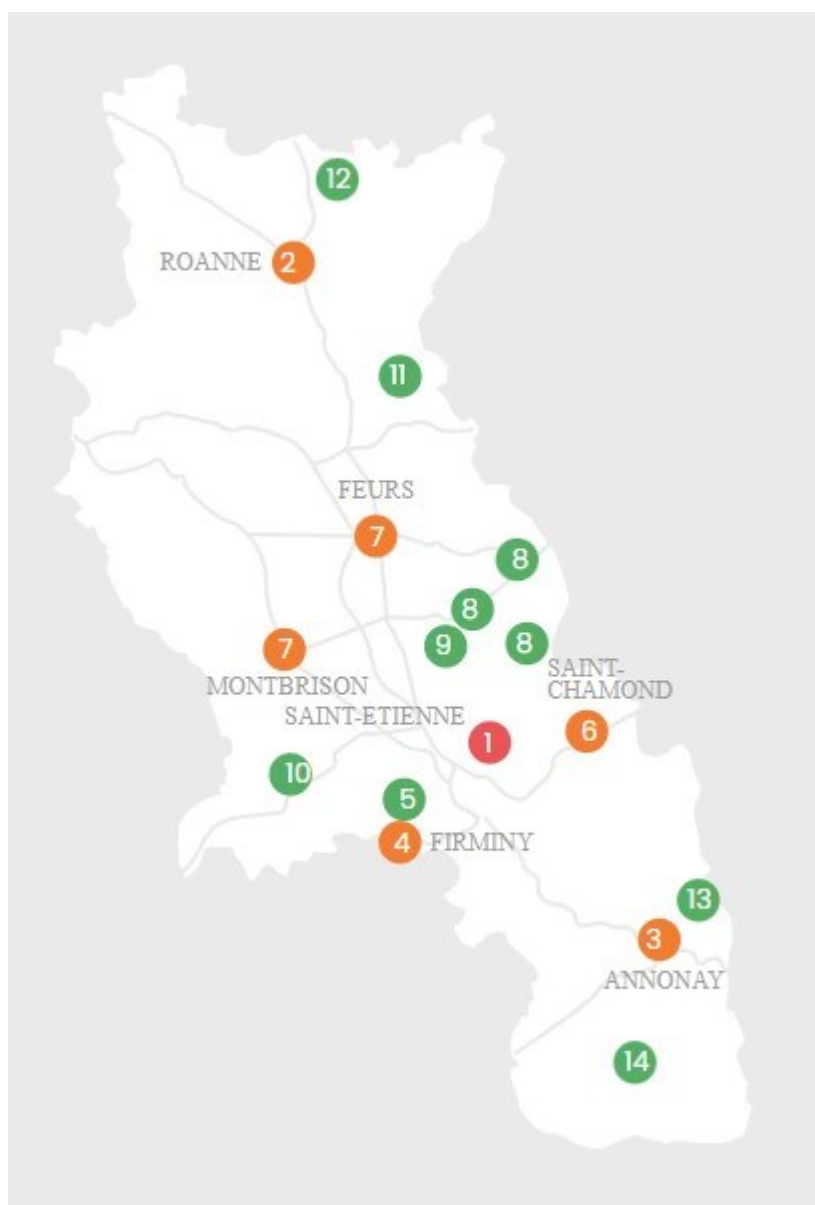 12
ROANNE 2
11
FEURS
7
8
8
9
8
7
SAINT-
CHAMOND
MONTBRISON
SAINT-ETIENNE
6
1
10
5
4 FIRMINY
13
3
ANNONAY
14